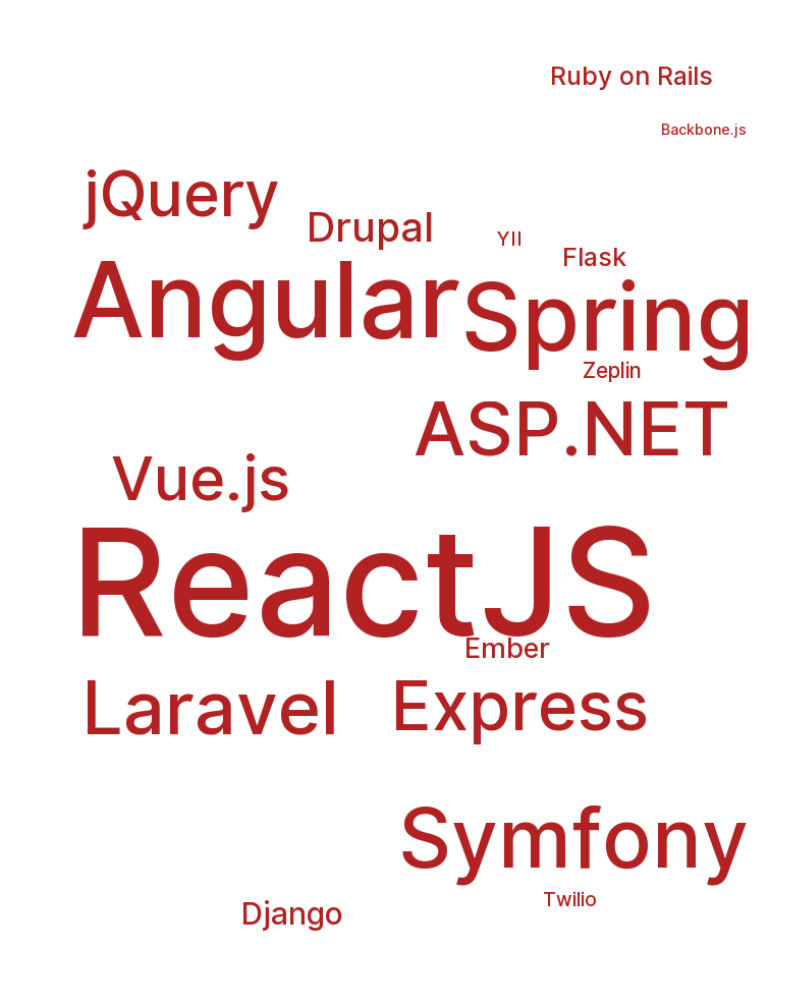 Ruby on Rails
Backbone.js
jQuery
Drupal
YII
Flask
Angular
Spring
Zeplin
ASP.NET
Vue.js
ReactJS
Ember
Laravel
Express
Symfony
Twilio
Django